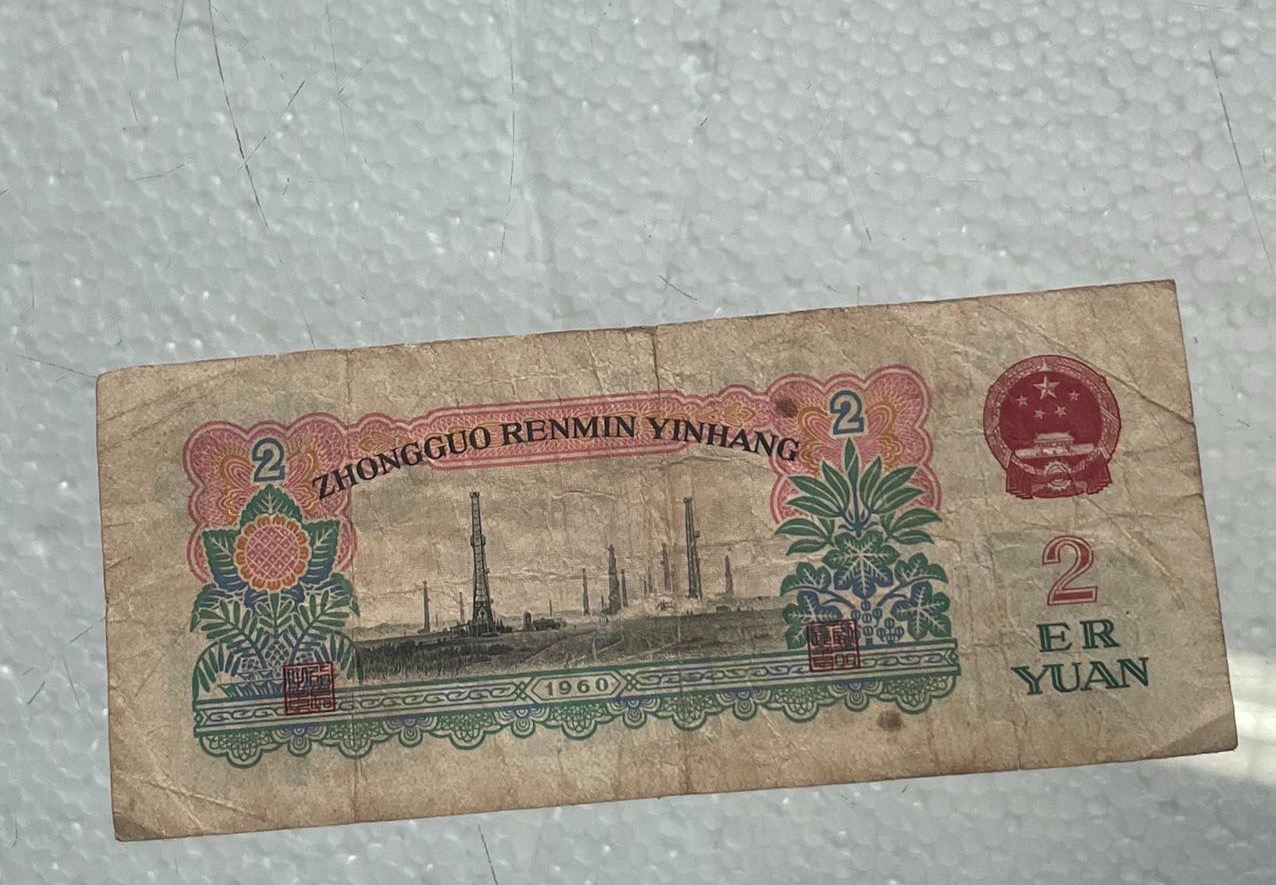 2
ZHONGGUO RENMIN YINHANG
2
1960
2
ER
YUAN